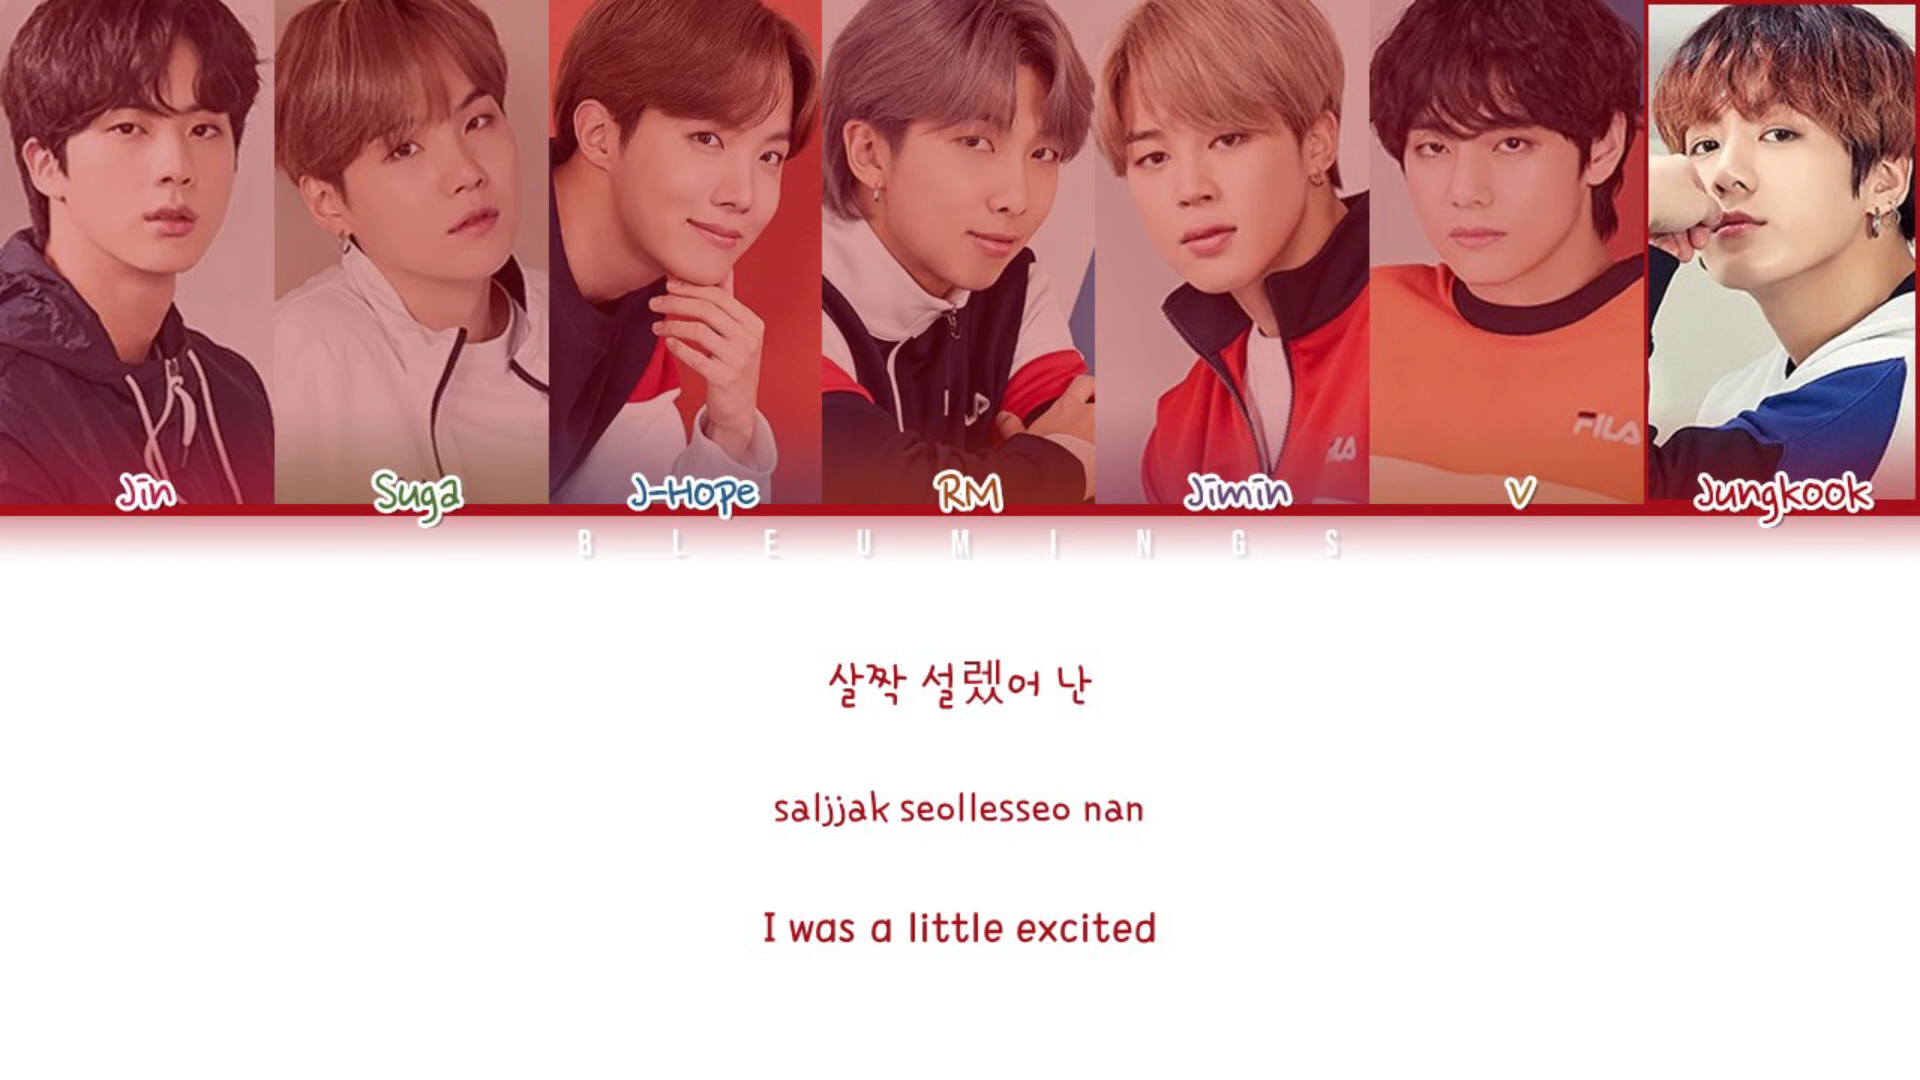 FILA
Jin Suga J-Hope RM Jimin V Jungkook
BLEUMINGS
살짝 설렜어 난
saljjak seollesseo nan
I was a little excited